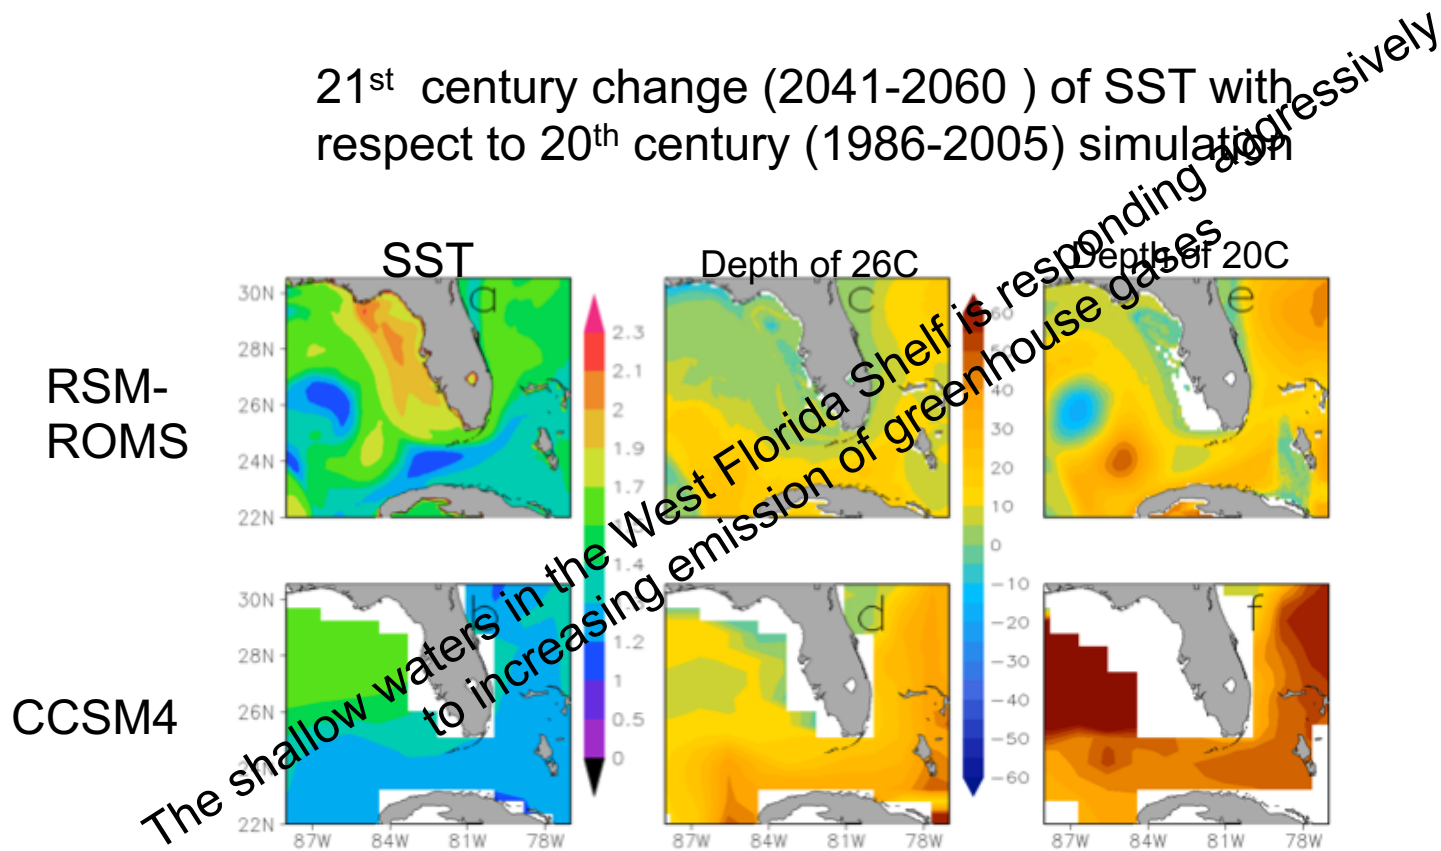 21st century change (2041-2060 ) of SST with
respect to 20th century (1986-2005) simulation
The shallow waters in the West Florida Shelf is responding aggressively
to increasing emission of greenhouse gases
SST
Depth of 26C
Depth of 20C
RSM-
ROMS
a
c
e
30N
28N
26N
24N
22N
2.3
2.1
2
1.9
1.7
1.4
1.2
1
0.5
0
60
40
30
20
10
0
-10
-20
-30
-40
-50
-60
CCSM4
b
d
f
30N
28N
26N
22N
87W 84W 81W 78W
87W 84W 81W 78W
87W 84W 81W 78W